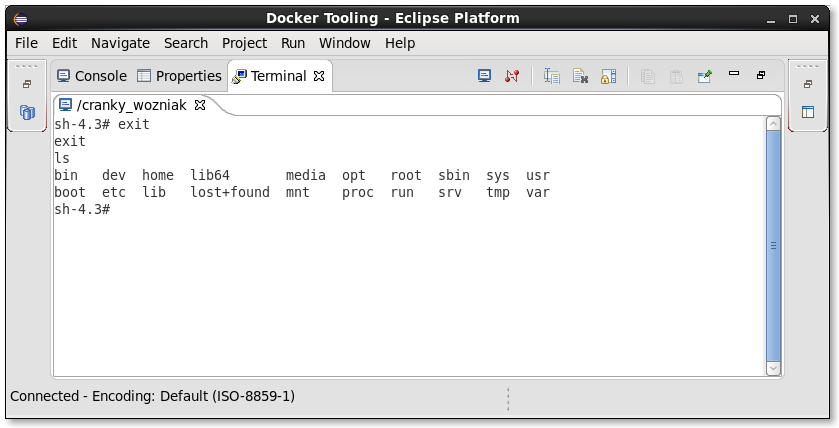 Docker Tooling - Eclipse Platform
File Edit Navigate Search Project Run Window Help
Console Properties Terminal
/cranky_wozniak
sh-4.3# exit
exit
ls
bin dev home lib64 media opt root sbin sys usr
boot etc lib lost+found mnt proc run srv tmp var
sh-4.3#
Connected - Encoding: Default (ISO-8859-1)